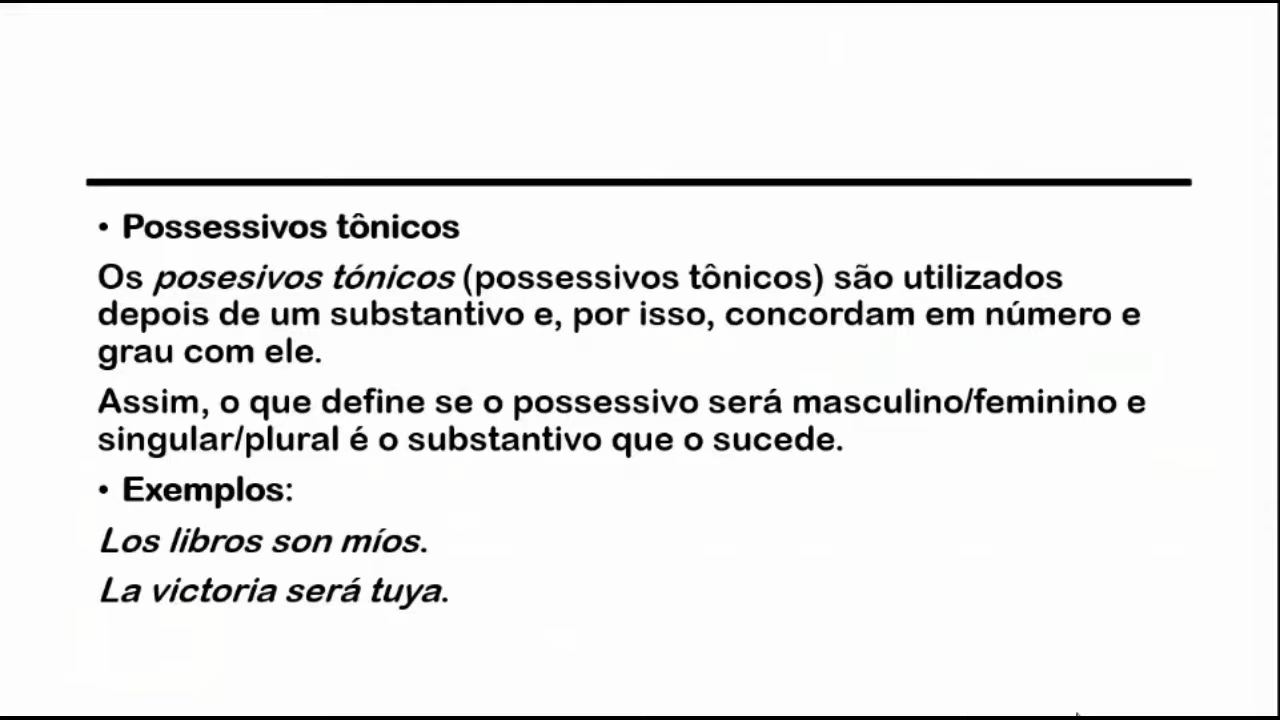 • Possessivos tônicos
Os posesivos tónicos (possessivos tônicos) são utilizados
depois de um substantivo e, por isso, concordam em número e
grau com ele.
Assim, o que define se o possessivo será masculino/feminino e
singular/plural é o substantivo que o sucede.
• Exemplos:
Los libros son míos.
La victoria será tuya.